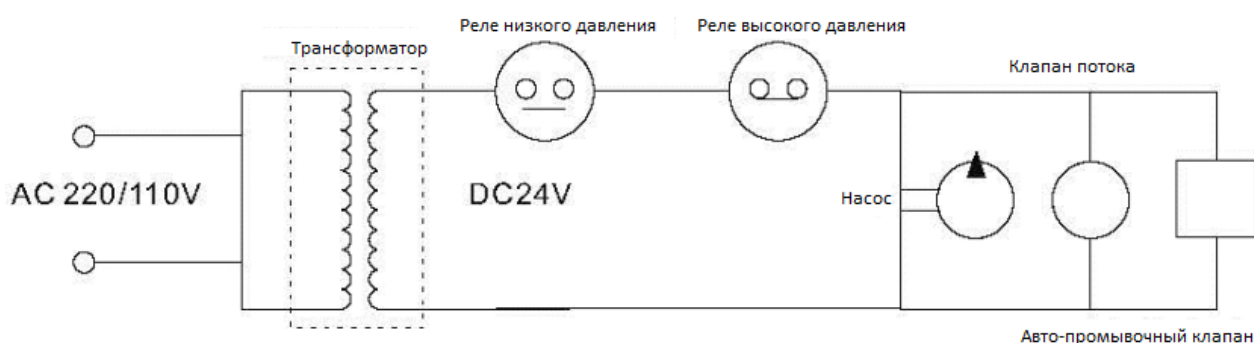 Реле низкого давления
Реле высокого давления
Трансформатор
Клапан потока
AC 220/110V
DC24V
Насос
Авто-промывочный клапан